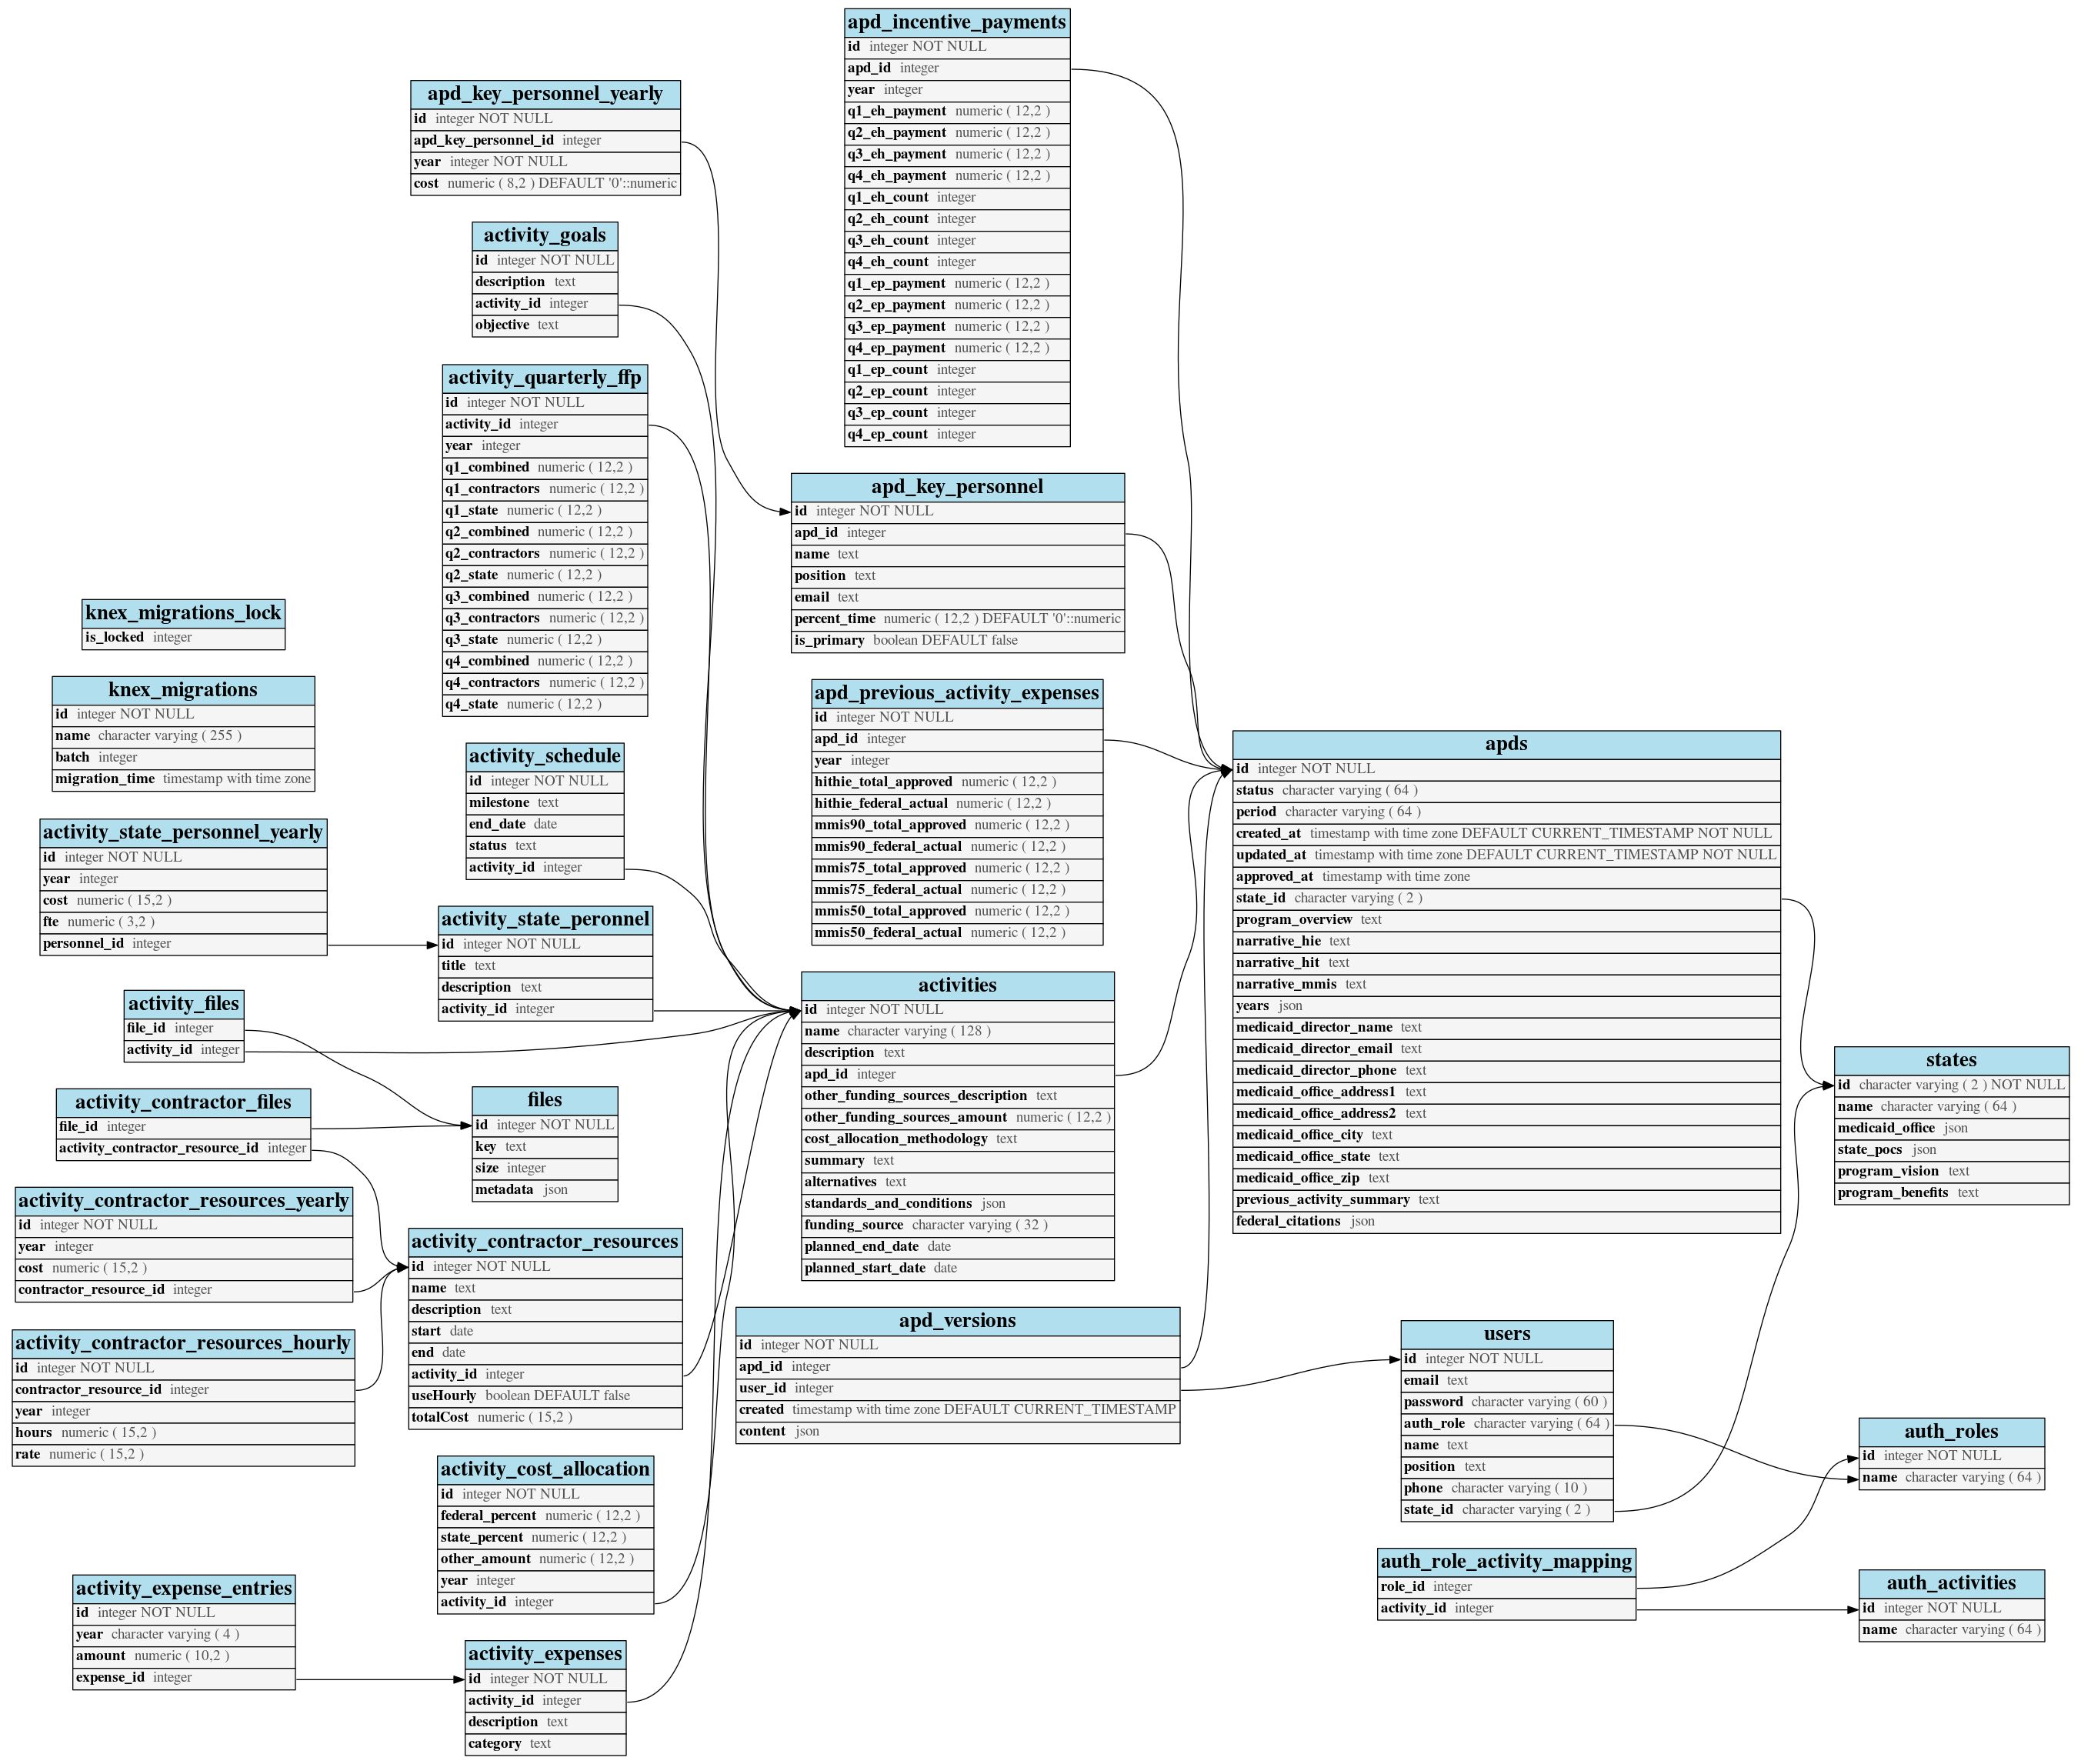 apd_incentive_payments
id integer NOT NULL
apd_id integer
year integer
q1_eh_payment numeric ( 12,2 )
q2_eh_payment numeric ( 12,2 )
q3_eh_payment numeric ( 12,2 )
q4_eh_payment numeric ( 12,2 )
q1_eh_count integer
q2_eh_count integer
q3_eh_count integer
q4_eh_count integer
q1_ep_payment numeric ( 12,2 )
q2_ep_payment numeric ( 12,2 )
q3_ep_payment numeric ( 12,2 )
q4_ep_payment numeric ( 12,2 )
q1_ep_count integer
q2_ep_count integer
q3_ep_count integer
q4_ep_count integer
apd_key_personnel_yearly
id integer NOT NULL
apd_key_personnel_id integer
year integer NOT NULL
cost numeric ( 8,2 ) DEFAULT '0'::numeric
activity_goals
id integer NOT NULL
description text
activity_id integer
objective text
activity_quarterly_ffp
id integer NOT NULL
activity_id integer
year integer
q1_combined numeric ( 12,2 )
q1_contractors numeric ( 12,2 )
q1_state numeric ( 12,2 )
q2_combined numeric ( 12,2 )
q2_contractors numeric ( 12,2 )
q2_state numeric ( 12,2 )
q3_combined numeric ( 12,2 )
q3_contractors numeric ( 12,2 )
q3_state numeric ( 12,2 )
q4_combined numeric ( 12,2 )
q4_contractors numeric ( 12,2 )
q4_state numeric ( 12,2 )
apd_key_personnel
id integer NOT NULL
apd_id integer
name text
position text
email text
percent_time numeric ( 12,2 ) DEFAULT '0'::numeric
is_primary boolean DEFAULT false
knex_migrations_lock
is_locked integer
knex_migrations
id integer NOT NULL
name character varying ( 255 )
batch integer
migration_time timestamp with time zone
apd_previous_activity_expenses
id integer NOT NULL
apd_id integer
year integer
hithie_total_approved numeric ( 12,2 )
hithie_federal_actual numeric ( 12,2 )
mmis90_total_approved numeric ( 12,2 )
mmis90_federal_actual numeric ( 12,2 )
mmis75_total_approved numeric ( 12,2 )
mmis75_federal_actual numeric ( 12,2 )
mmis50_total_approved numeric ( 12,2 )
mmis50_federal_actual numeric ( 12,2 )
apds
id integer NOT NULL
status character varying ( 64 )
period character varying ( 64 )
created_at timestamp with time zone DEFAULT CURRENT_TIMESTAMP NOT NULL
updated_at timestamp with time zone DEFAULT CURRENT_TIMESTAMP NOT NULL
approved_at timestamp with time zone
state_id character varying ( 2 )
program_overview text
narrative_hie text
narrative_hit text
narrative_mmis text
years json
medicaid_director_name text
medicaid_director_email text
medicaid_director_phone text
medicaid_office_address1 text
medicaid_office_address2 text
medicaid_office_city text
medicaid_office_state text
medicaid_office_zip text
previous_activity_summary text
federal_citations json
activity_schedule
id integer NOT NULL
milestone text
end_date date
status text
activity_id integer
activity_state_personnel_yearly
id integer NOT NULL
year integer
cost numeric ( 15,2 )
fte numeric ( 3,2 )
personnel_id integer
activity_state_peronnel
id integer NOT NULL
title text
description text
activity_id integer
activities
id integer NOT NULL
name character varying ( 128 )
description text
apd_id integer
other_funding_sources_description text
other_funding_sources_amount numeric ( 12,2 )
cost_allocation_methodology text
summary text
alternatives text
standards_and_conditions json
funding_source character varying ( 32 )
planned_end_date date
planned_start_date date
activity_files
file_id integer
activity_id integer
states
id character varying ( 2 ) NOT NULL
name character varying ( 64 )
medicaid_office json
state_pocs json
program_vision text
program_benefits text
activity_contractor_files
file_id integer
activity_contractor_resource_id integer
files
id integer NOT NULL
key text
size integer
metadata json
activity_contractor_resources_yearly
id integer NOT NULL
year integer
cost numeric ( 15,2 )
contractor_resource_id integer
activity_contractor_resources
id integer NOT NULL
name text
description text
start date
end date
activity_id integer
useHourly boolean DEFAULT false
totalCost numeric ( 15,2 )
activity_contractor_resources_hourly
id integer NOT NULL
contractor_resource_id integer
year integer
hours numeric ( 15,2 )
rate numeric ( 15,2 )
apd_versions
id integer NOT NULL
apd_id integer
user_id integer
created timestamp with time zone DEFAULT CURRENT_TIMESTAMP
content json
users
id integer NOT NULL
email text
password character varying ( 60 )
auth_role character varying ( 64 )
name text
position text
phone character varying ( 10 )
state_id character varying ( 2 )
auth_roles
id integer NOT NULL
name character varying ( 64 )
activity_cost_allocation
id integer NOT NULL
federal_percent numeric ( 12,2 )
state_percent numeric ( 12,2 )
other_amount numeric ( 12,2 )
year integer
activity_id integer
auth_role_activity_mapping
role_id integer
activity_id integer
auth_activities
id integer NOT NULL
name character varying ( 64 )
activity_expense_entries
id integer NOT NULL
year character varying ( 4 )
amount numeric ( 10,2 )
expense_id integer
activity_expenses
id integer NOT NULL
activity_id integer
description text
category text